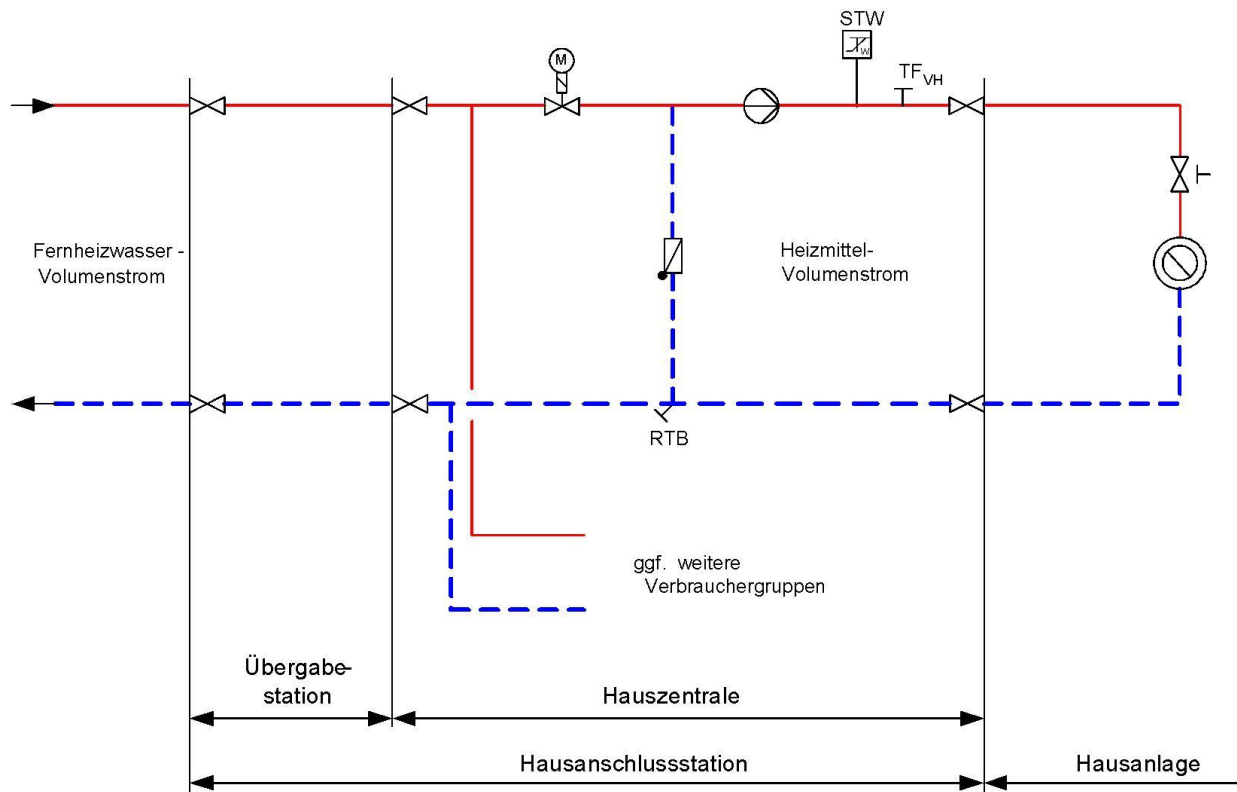 STW
M
W
TF VH
Fernheizwasser -
Volumenstrom
Heizmittel-
Volumenstrom
RTB
ggf. weitere
Verbrauchergruppen
Übergabe-
station
Hauszentrale
Hausanschlussstation
Hausanlage